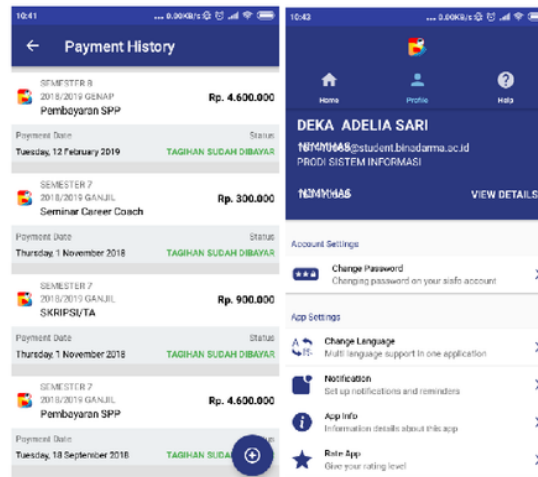 10:41
... 0.00KB/s
Payment History
SEMESTER 8
2018/2019 GENAP
Pembayaran SPP
Rp. 4.600.000
Payment Date
Status
Tuesday, 12 February 2019
TAGIHAN SUDAH DIBAYAR
SEMESTER 7
2018/2019 GANJIL
Seminar Career Coach
Rp. 300.000
Payment Date
Status
Thursday, 1 November 2018
TAGIHAN SUDAH DIBAYAR
SEMESTER 7
2018/2019 GANJIL
SKRIPSI/TA
Rp. 900.000
Payment Date
Status
Thursday, 1 November 2018
TAGIHAN SUDAH DIBAYAR
SEMESTER 7
2018/2019 GANJIL
Pembayaran SPP
Rp. 4.600.000
Payment Date
Tuesday, 18 September 2018
TAGIHAN SUDA
10:43
... 0.00KB/s
Home
Profile
Help
DEKA ADELIA SARI
@student.binadarma.ac.id
PRODI SISTEM INFORMASI
VIEW DETAILS
Account Settings
Change Password
Changing password on your sisfo account
App Settings
Change Language
Multi language support in one application
Notification
Set up notifications and reminders
App Info
Information details about this app
Rate App
Give your rating level